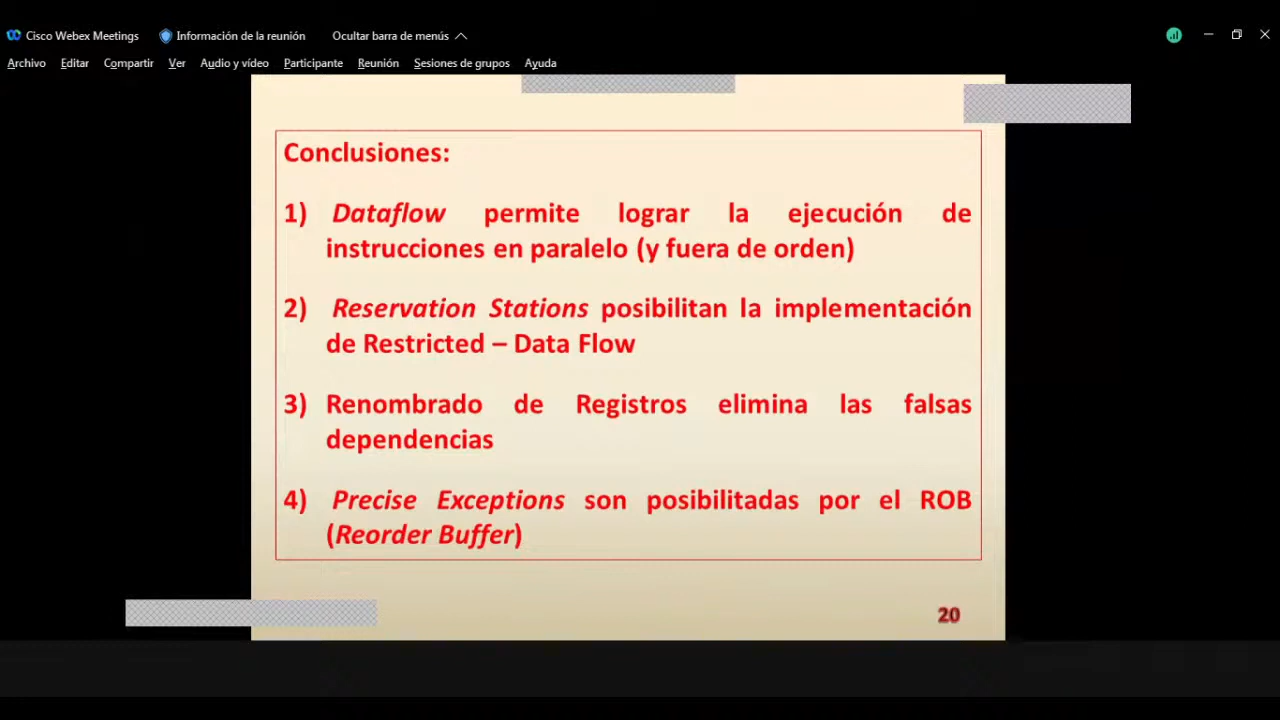 Cisco Webex Meetings Información de la reunión Ocultar barra de menús
Archivo Editar Compartir Ver Audio y vídeo Participante Reunión Sesiones de grupos Ayuda
Conclusiones:
1) Dataflow permite lograr la ejecución de
instrucciones en paralelo (y fuera de orden)
2) Reservation Stations posibilitan la implementación
de Restricted – Data Flow
3) Renombrado de Registros elimina las falsas
dependencias
4) Precise Exceptions son posibilitadas por el ROB
(Reorder Buffer)
20